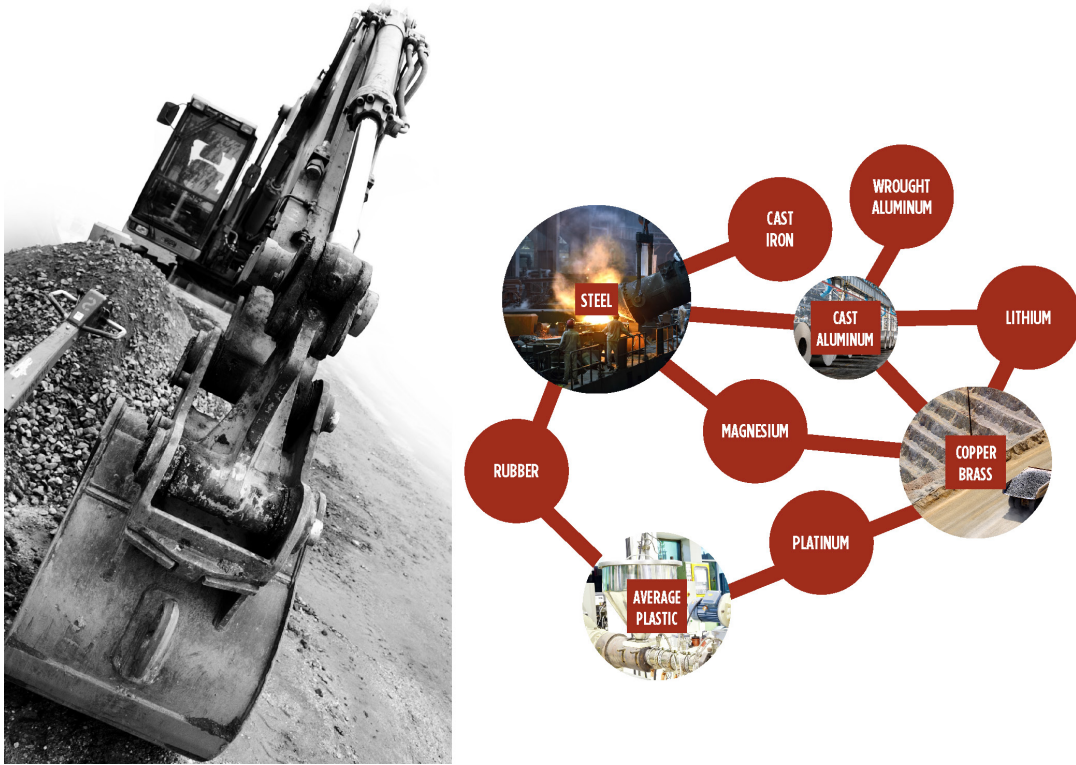 WROUGHT
ALUMINUM
CAST
IRON
STEEL
CAST
ALUMINUM
LITHIUM
MAGNESIUM
COPPER
BRASS
RUBBER
PLATINUM
AVERAGE
PLASTIC